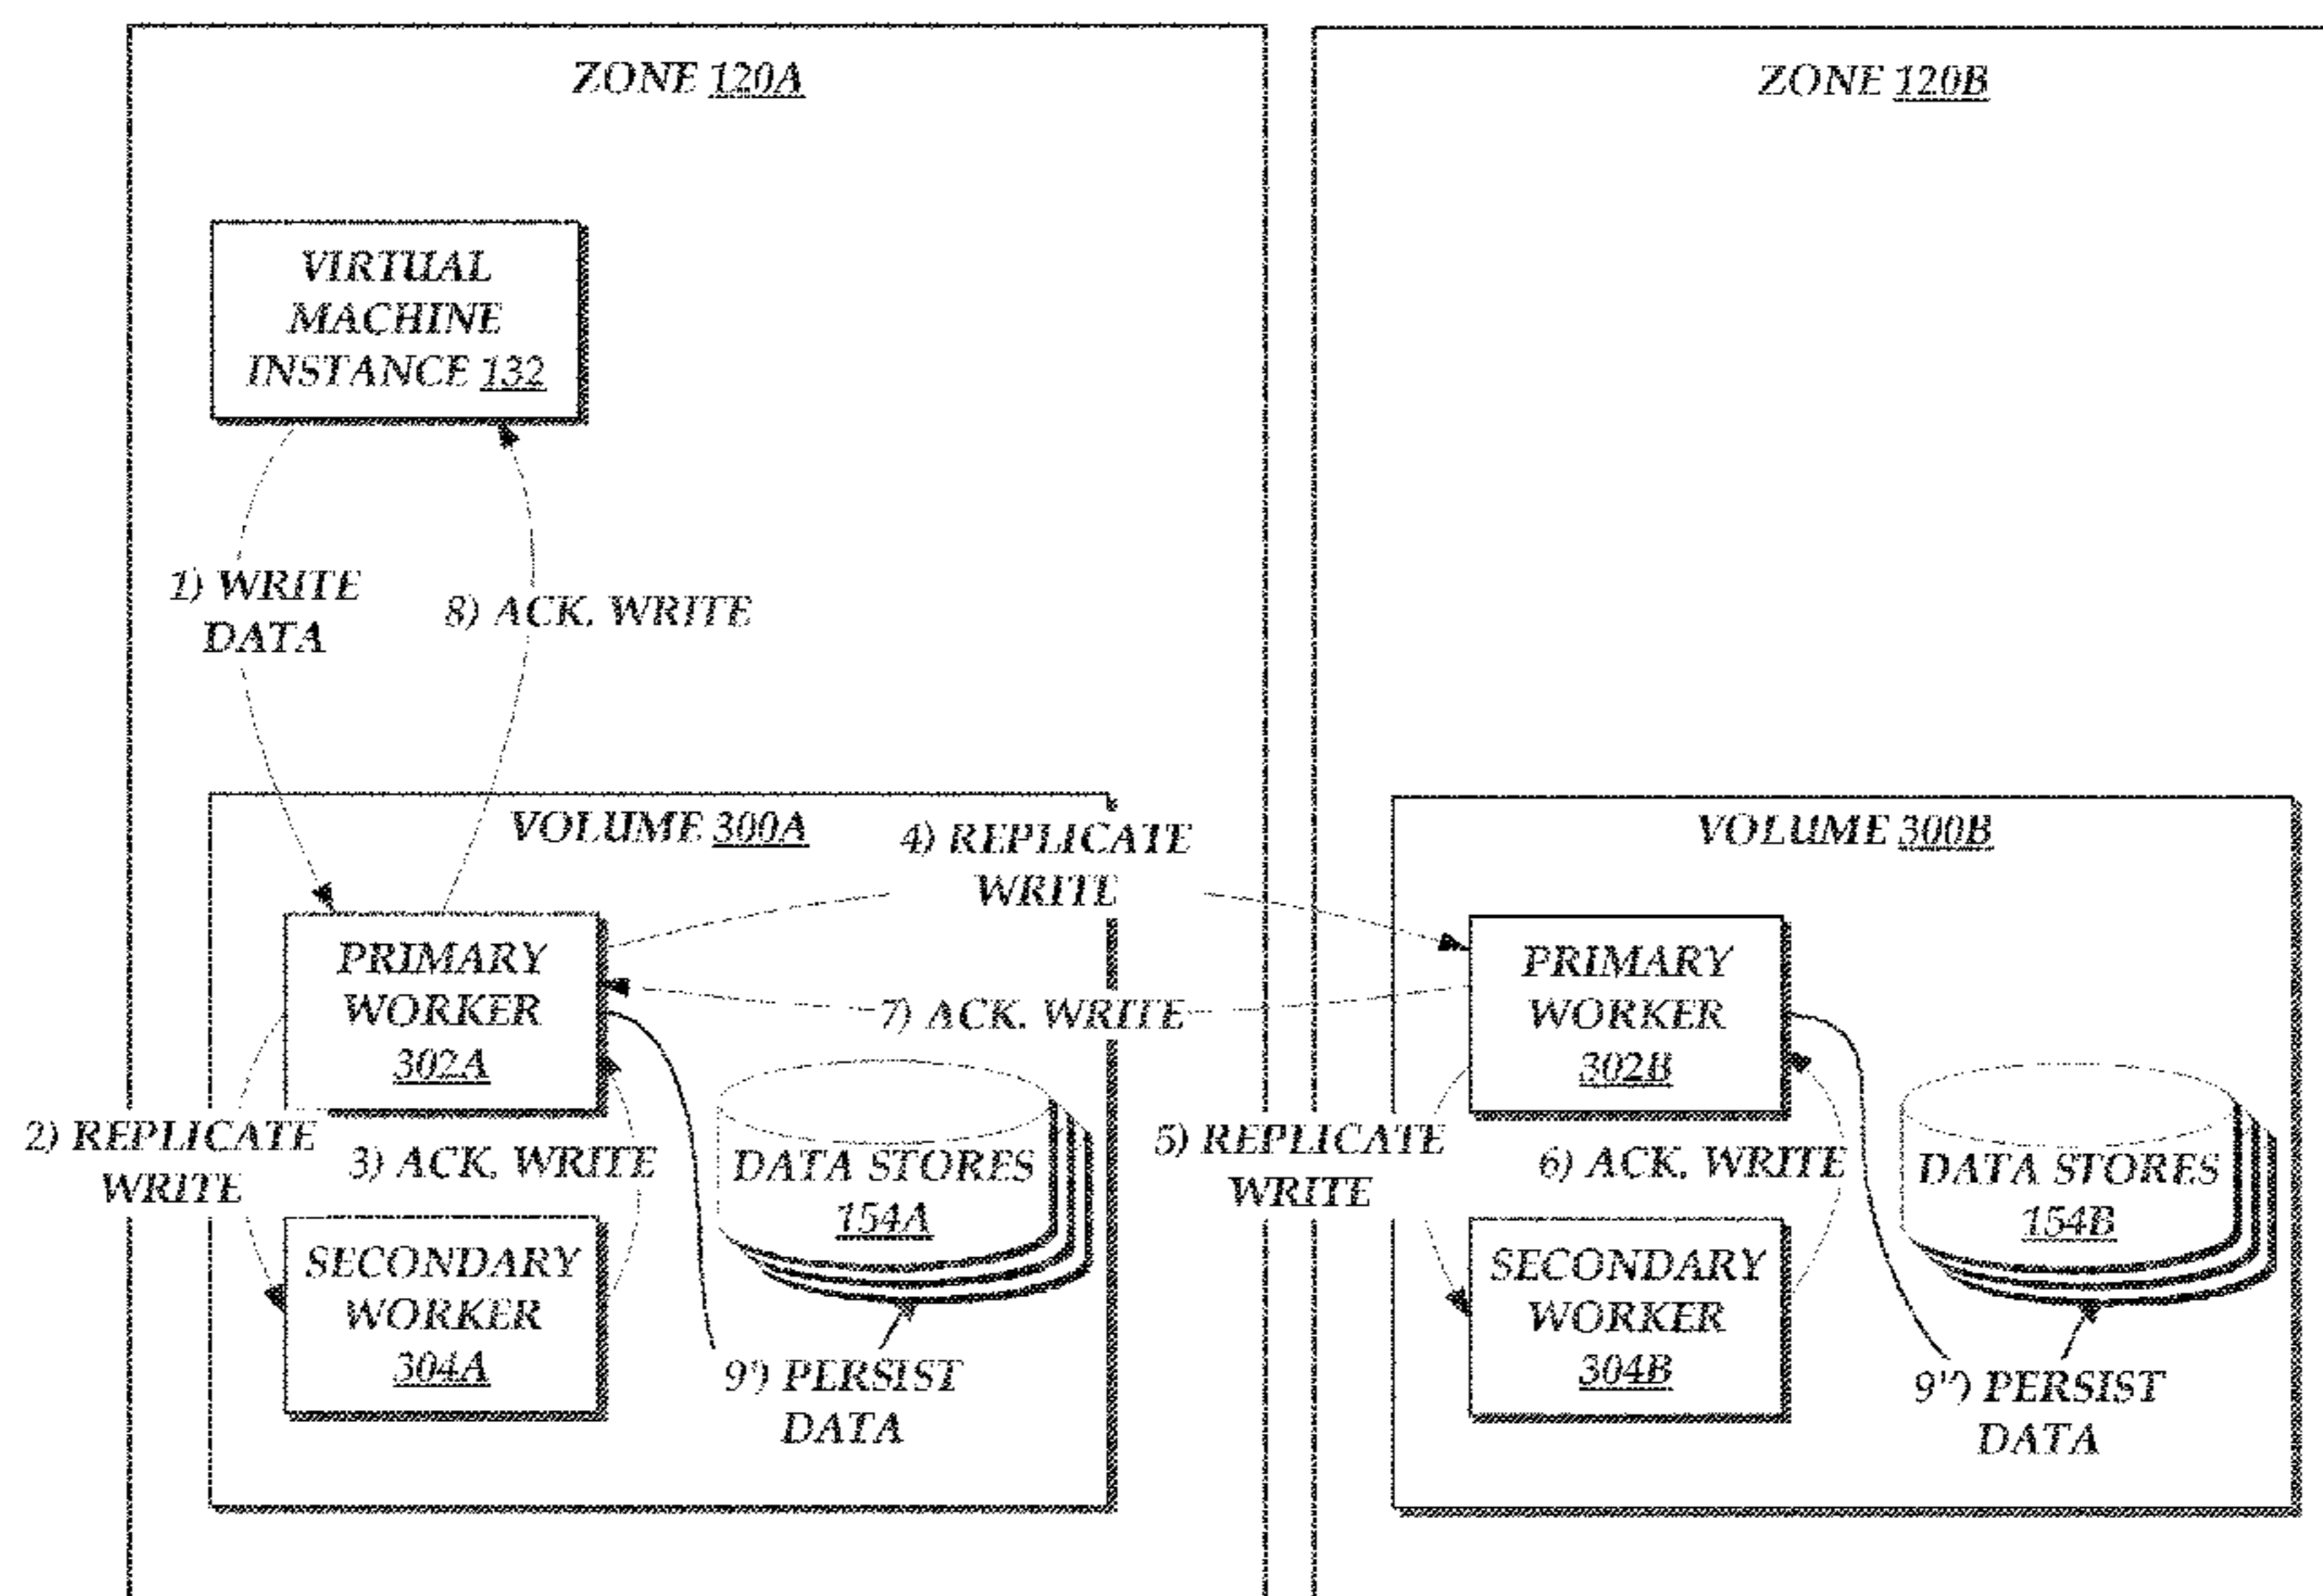 ZONE 120A
ZONE 120B
VIRTUAL
MACHINE
INSTANCE 132
1) WRITE
DATA
8) ACK. WRITE
VOLUME 300A
4) REPLICATE
WRITE
VOLUME 300B
PRIMARY
WORKER
302A
7) ACK. WRITE
PRIMARY
WORKER
302B
2) REPLICATE
WRITE
3) ACK. WRITE
DATA STORES
154A
5) REPLICATE
WRITE
6) ACK. WRITE
DATA STORES
154B
SECONDARY
WORKER
304A
9') PERSIST
DATA
SECONDARY
WORKER
304B
9'') PERSIST
DATA